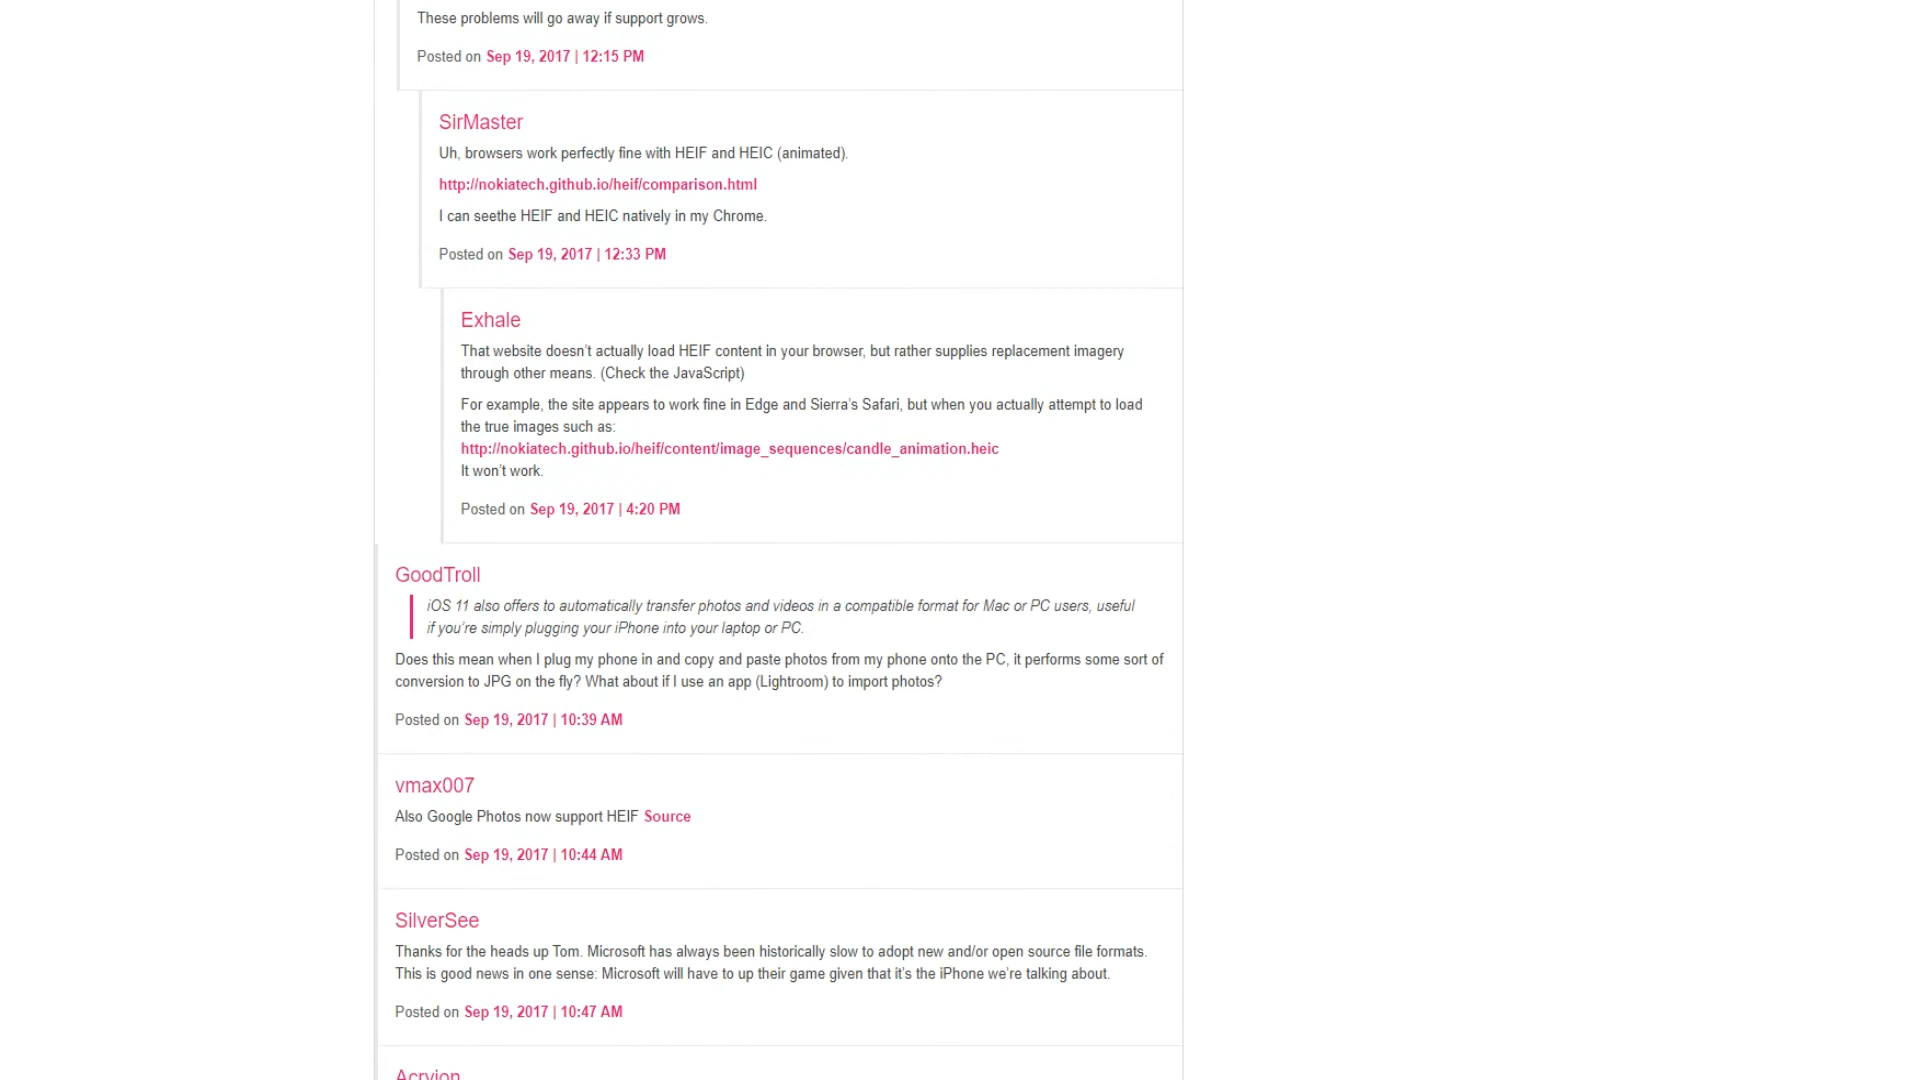 These problems will go away if support grows.
Posted on Sep 19, 2017 | 12:15 PM
SirMaster
Uh, browsers work perfectly fine with HEIF and HEIC (animated).
http://nokiatech.github.io/heif/comparison.html
I can seethe HEIF and HEIC natively in my Chrome.
Posted on Sep 19, 2017 | 12:33 PM
Exhale
That website doesn't actually load HEIF content in your browser, but rather supplies replacement imagery
through other means. (Check the JavaScript)
For example, the site appears to work fine in Edge and Sierra's Safari, but when you actually attempt to load
the true images such as:
http://nokiatech.github.io/heif/content/image_sequences/candle_animation.heic
It won't work.
Posted on Sep 19, 2017 | 4:20 PM
GoodTroll
iOS 11 also offers to automatically transfer photos and videos in a compatible format for Mac or PC users, useful
if you're simply plugging your iPhone into your laptop or PC.
Does this mean when I plug my phone in and copy and paste photos from my phone onto the PC, it performs some sort of
conversion to JPG on the fly? What about if I use an app (Lightroom) to import photos?
Posted on Sep 19, 2017 | 10:39 AM
vmax007
Also Google Photos now support HEIF Source
Posted on Sep 19, 2017 | 10:44 AM
SilverSee
Thanks for the heads up Tom. Microsoft has always been historically slow to adopt new and/or open source file formats.
This is good news in one sense: Microsoft will have to up their game given that it's the iPhone we're talking about.
Posted on Sep 19, 2017 | 10:47 AM